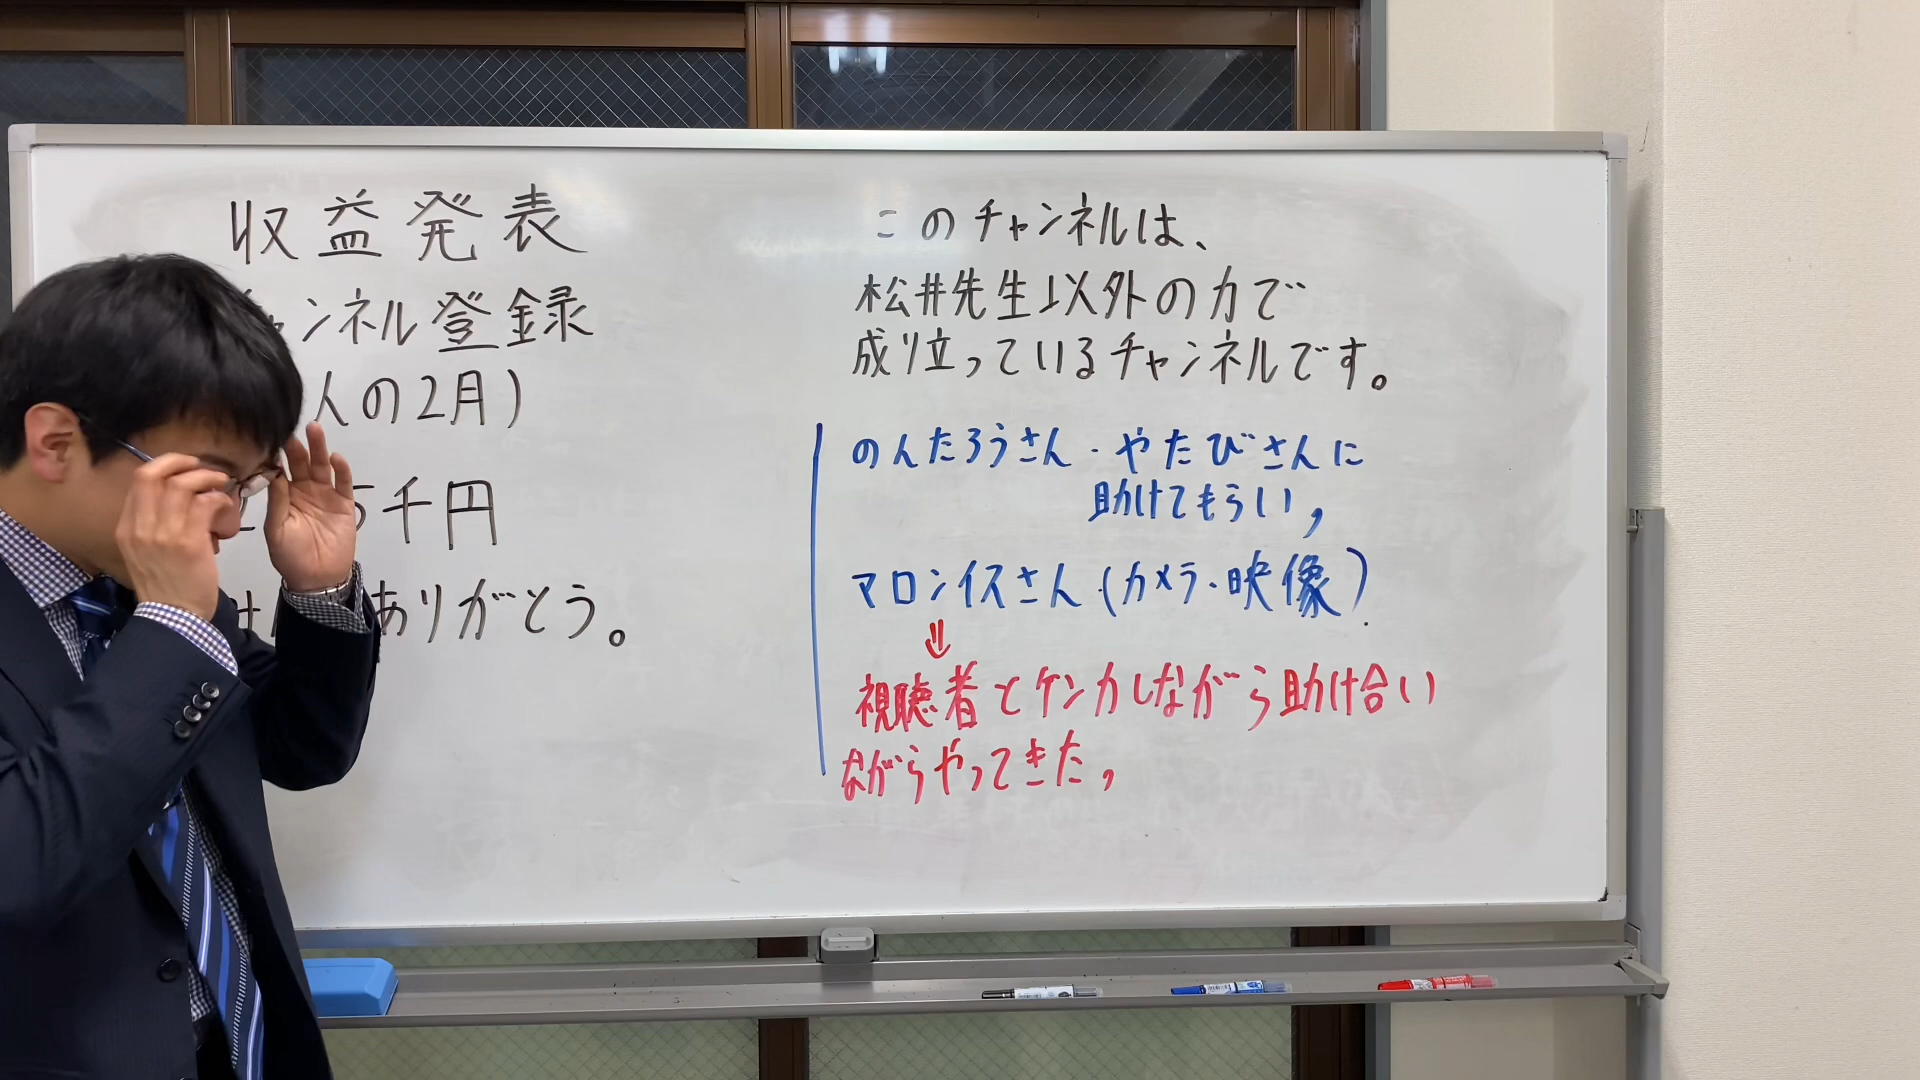 収益発表
ンネル登録
人の2月)
5千円
ありがとう。
このチャンネルは、
松井先生以外の力で
成り立っているチャンネルです。
のんたろうさん・やたびさんに
助けてもらい,
マロンイスさん.(カメラ・映像)
⇓
視聴者とケンカしながら助け合い
ながらやってきた,